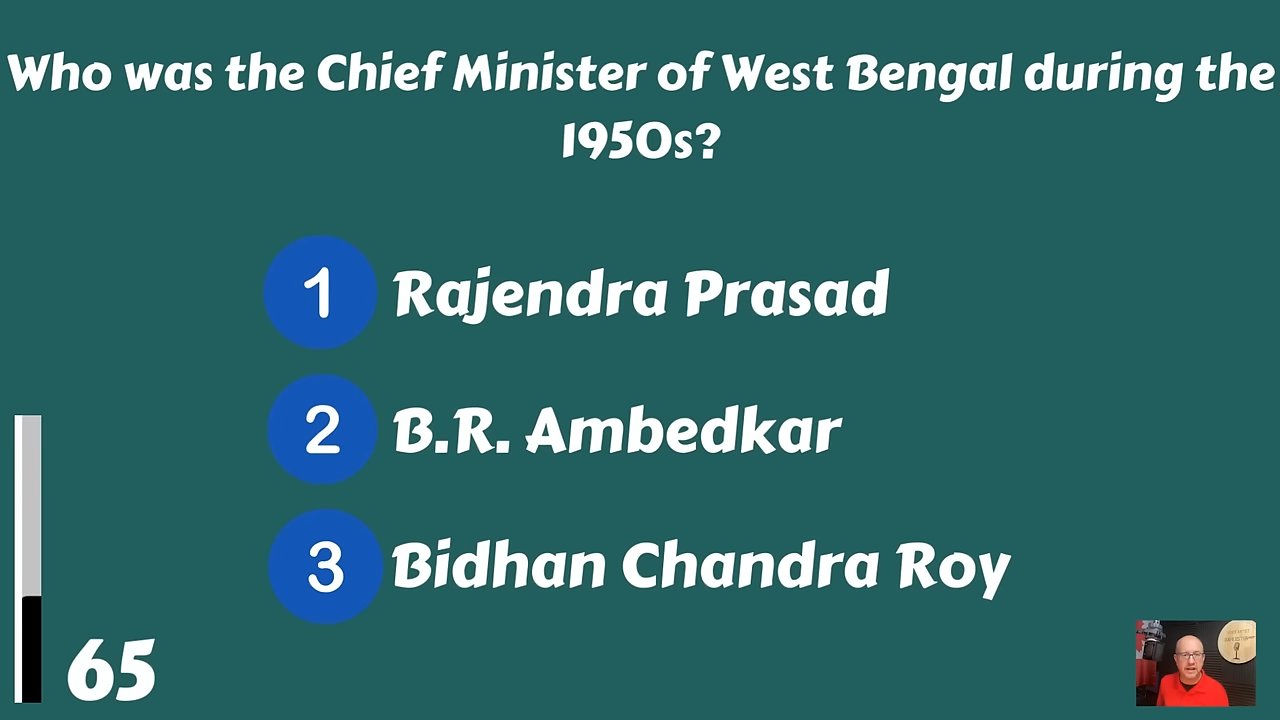 Who was the Chief Minister of West Bengal during the
1950s?
1 Rajendra Prasad
2 B.R. Ambedkar
3 Bidhan Chandra Roy
65